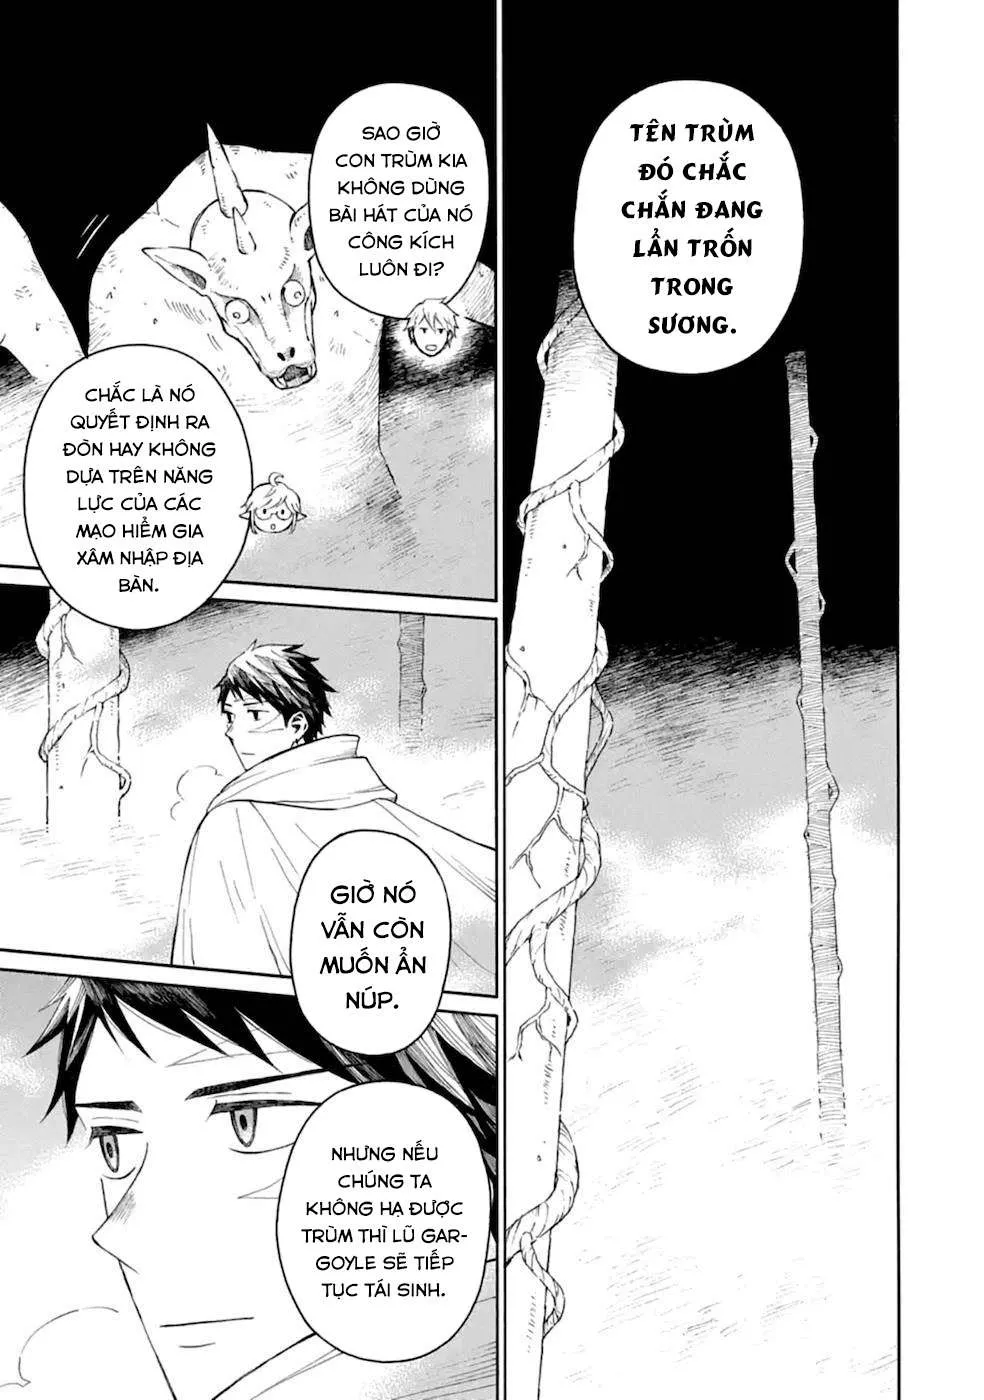 TÊN TRÙM
ĐÓ CHẮC
CHẮN ĐANG
LẨN TRỐN
TRONG
SƯƠNG.
SAO GIỜ
CON TRÙM KIA
KHÔNG DÙNG
BÀI HÁT CỦA NÓ
CÔNG KÍCH
LUÔN ĐI?
CHẮC LÀ NÓ
QUYẾT ĐỊNH RA
ĐÒN HAY KHÔNG
DỰA TRÊN NĂNG
LỰC CỦA CÁC
MẠO HIỂM GIA
XÂM NHẬP ĐỊA
BÀN.
GIỜ NÓ
VẪN CÒN
MUỐN ẨN
NÚP.
NHƯNG NẾU
CHÚNG TA
KHÔNG HẠ ĐƯỢC
TRÙM THÌ LŨ GAR-
GOYLE SẼ TIẾP
TỤC TÁI SINH.